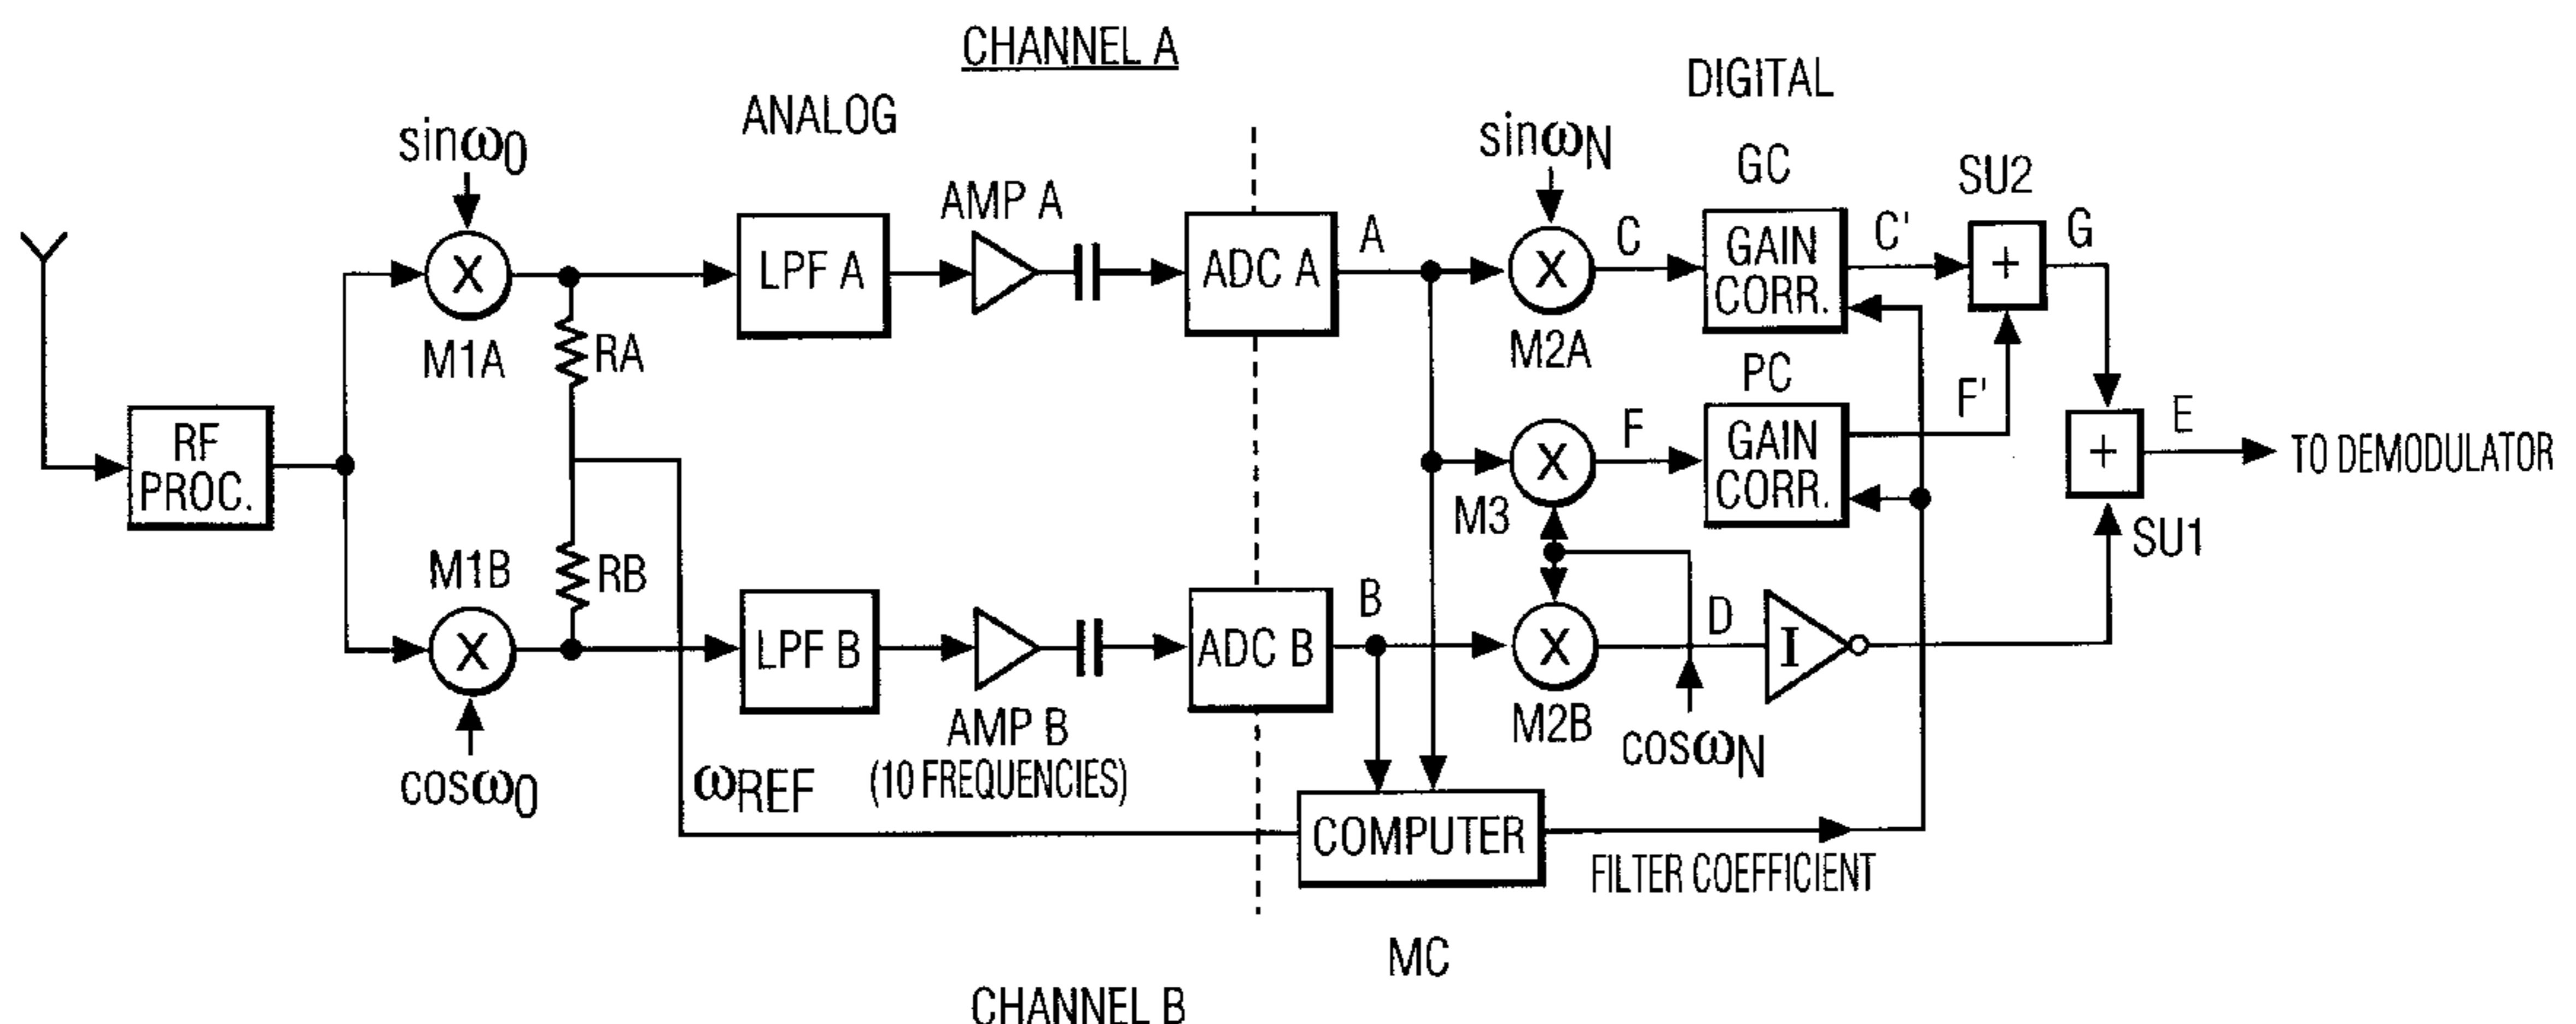 CHANNEL A
ANALOG
DIGITAL
sinω0
sinωN
GC
SU2
AMP A
A
C
C'
G
X
LPF A
ADC A
X
GAIN
CORR.
+
M1A
RA
M2A
PC
F'
RF
PROC.
F
X
GAIN
CORR.
+
E
TO DEMODULATOR
M3
SU1
M1B
RB
B
D
X
LPF B
ADC B
X
I
AMP B
(10 FREQUENCIES)
M2B
cosωN
cosω0
ωREF
COMPUTER
FILTER COEFFICIENT
MC
CHANNEL B